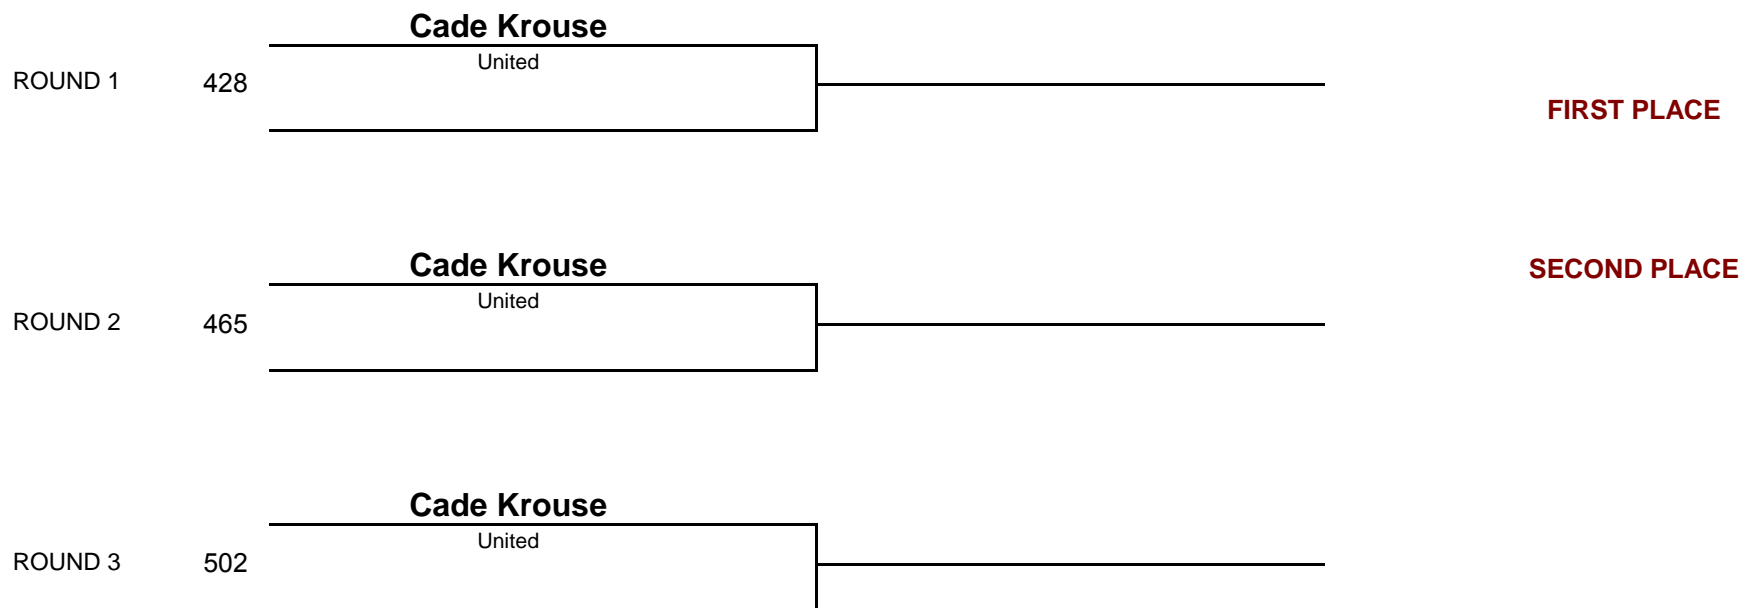 Cade Krouse
United
ROUND 1 428
FIRST PLACE
Cade Krouse
SECOND PLACE
United
ROUND 2 465
Cade Krouse
United
ROUND 3 502